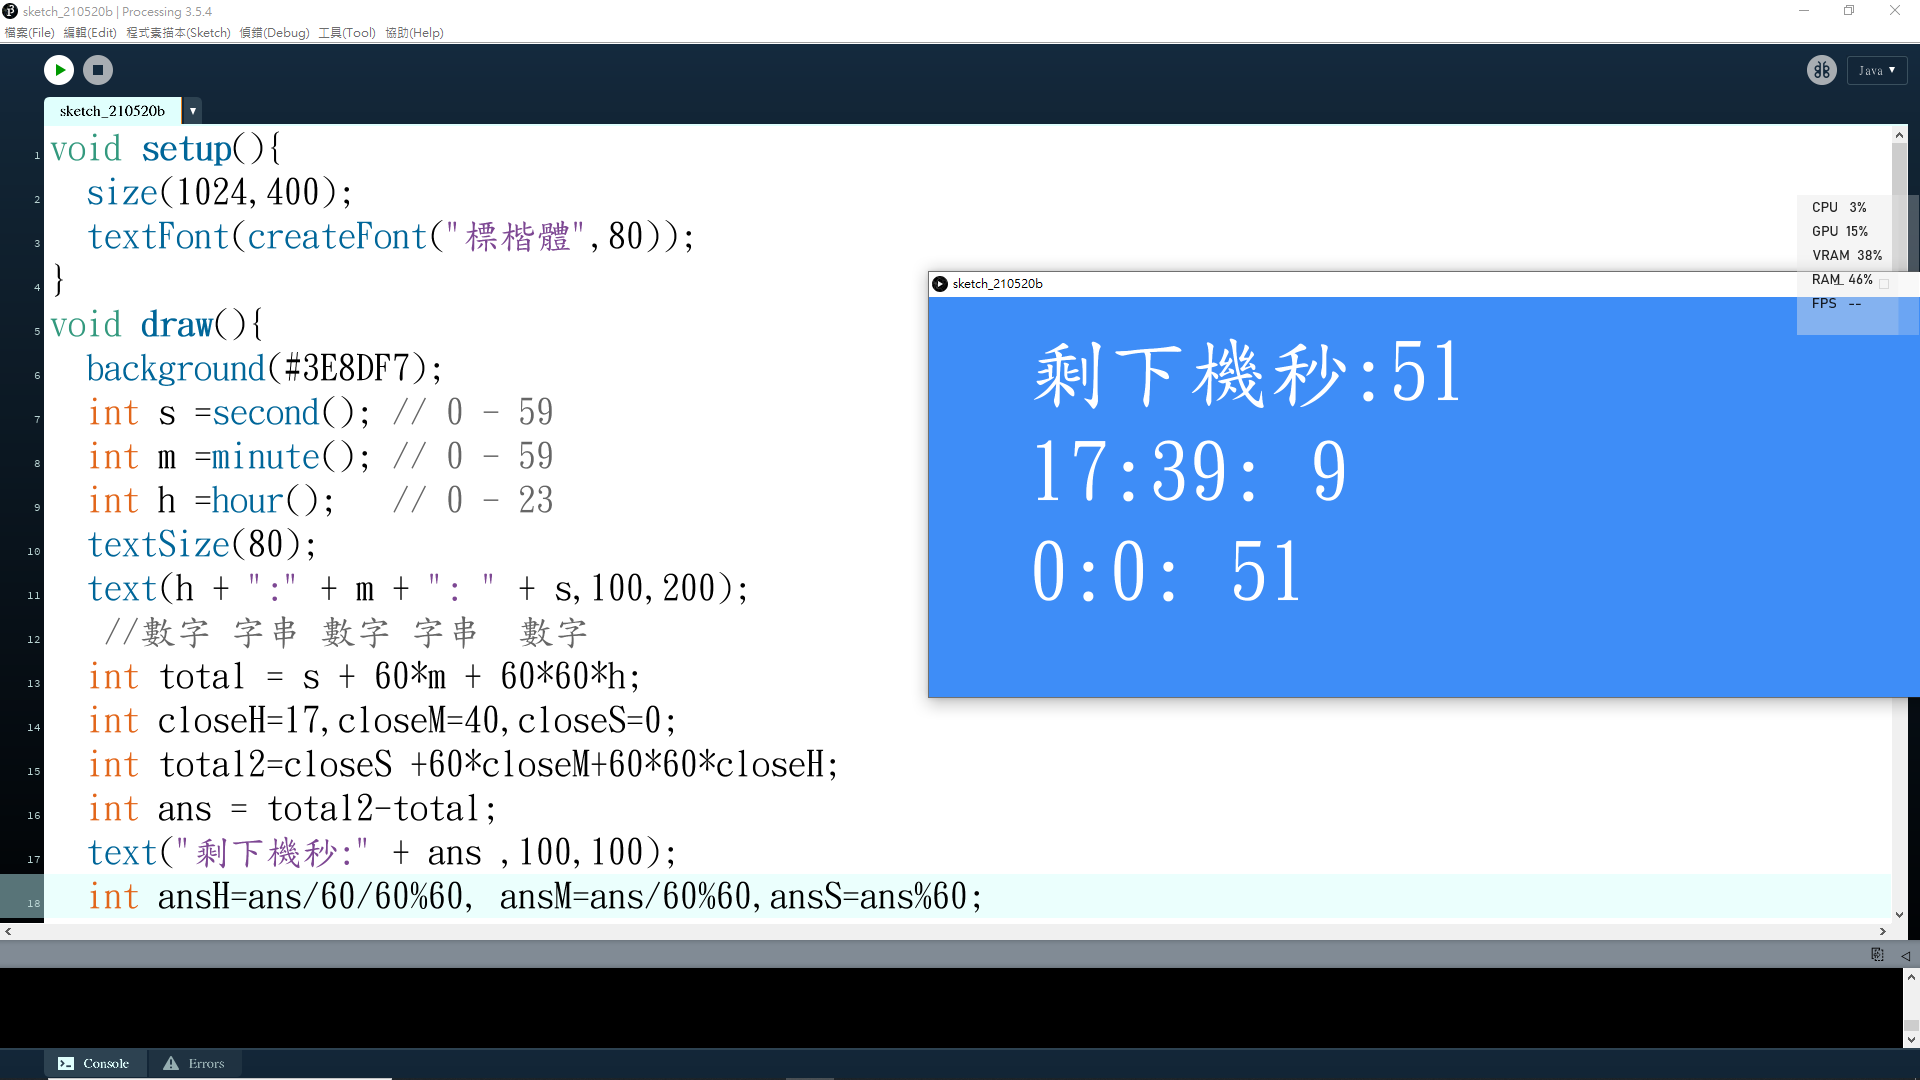 sketch_210520b | Processing 3.5.4
檔案(File) 編輯(Edit) 程式素描本(Sketch) 偵錯(Debug) 工具(Tool) 協助(Help)
Java ▼
sketch_210520b ▼
1 void setup(){
2 size(1024,400);
3 textFont(createFont("標楷體",80));
4 }
5 void draw(){
6 background(#3E8DF7);
7 int s =second(); // 0 - 59
8 int m =minute(); // 0 - 59
9 int h =hour(); // 0 - 23
10 textSize(80);
11 text(h + ":" + m + ": " + s,100,200);
12 //數字 字串 數字 字串 數字
13 int total = s + 60*m + 60*60*h;
14 int closeH=17,closeM=40,closeS=0;
15 int total2=closeS +60*closeM+60*60*closeH;
16 int ans = total2-total;
17 text("剩下機秒:" + ans ,100,100);
18 int ansH=ans/60/60%60, ansM=ans/60%60,ansS=ans%60;
CPU 3%
GPU 15%
VRAM 38%
RAM 46%
FPS --
sketch_210520b
剩下機秒:51
17:39: 9
0:0: 51
Console Errors